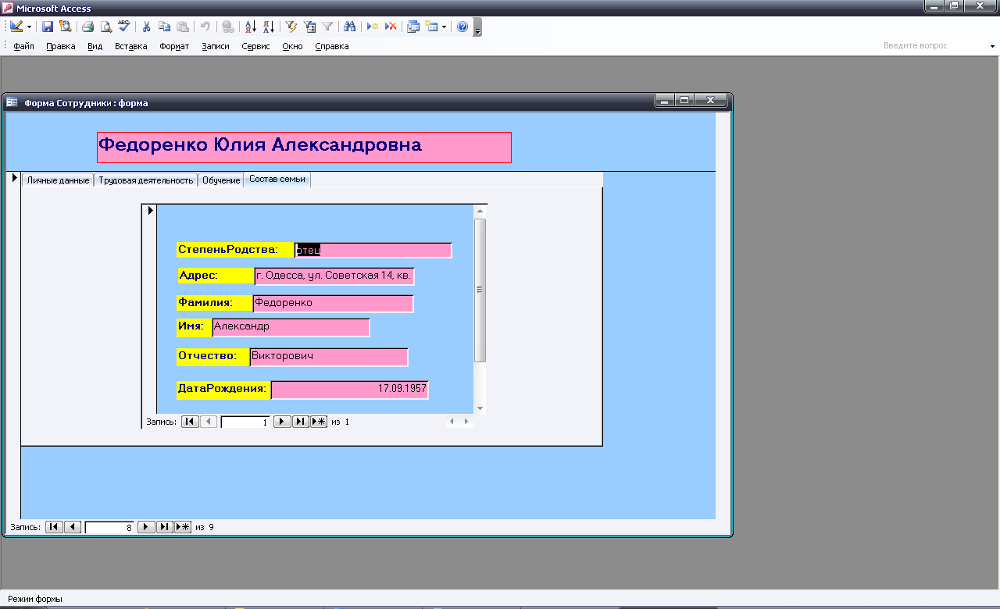 Microsoft Access
Файл Правка Вид Вставка Формат Записи Сервис Окно Справка Введите вопрос
Форма Сотрудники : форма
Федоренко Юлия Александровна
Личные данные Трудовая деятельность Обучение Состав семьи
СтепеньРодства: отец
Адрес: г. Одесса, ул. Советская 14, кв.
Фамилия: Федоренко
Имя: Александр
Отчество: Викторович
ДатаРождения: 17.09.1957
Запись: 1 из 1
Запись: 8 из 9
Режим формы